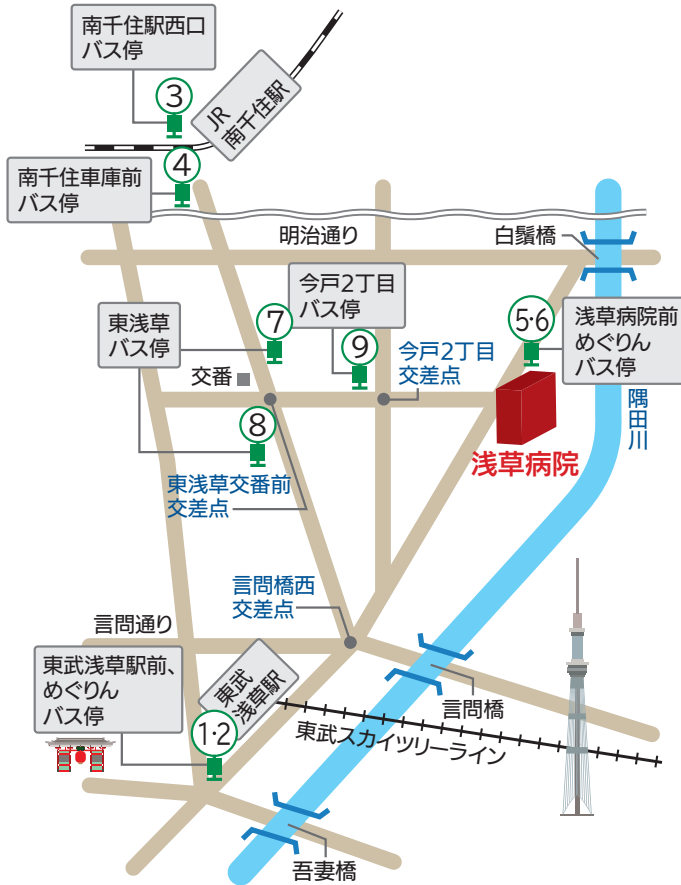 南千住駅西口
バス停
③
JR
南千住駅
④
南千住車庫前
バス停
明治通り
白鬚橋
今戸2丁目
バス停
東浅草
バス停
⑦
⑨
5・6
浅草病院前
めぐりん
バス停
今戸2丁目
交差点
交番
隅田川
⑧
浅草病院
東浅草交番前
交差点
言問橋西
交差点
言問通り
東武浅草駅前、
めぐりん
バス停
東武
浅草駅
1・2
言問橋
東武スカイツリーライン
吾妻橋